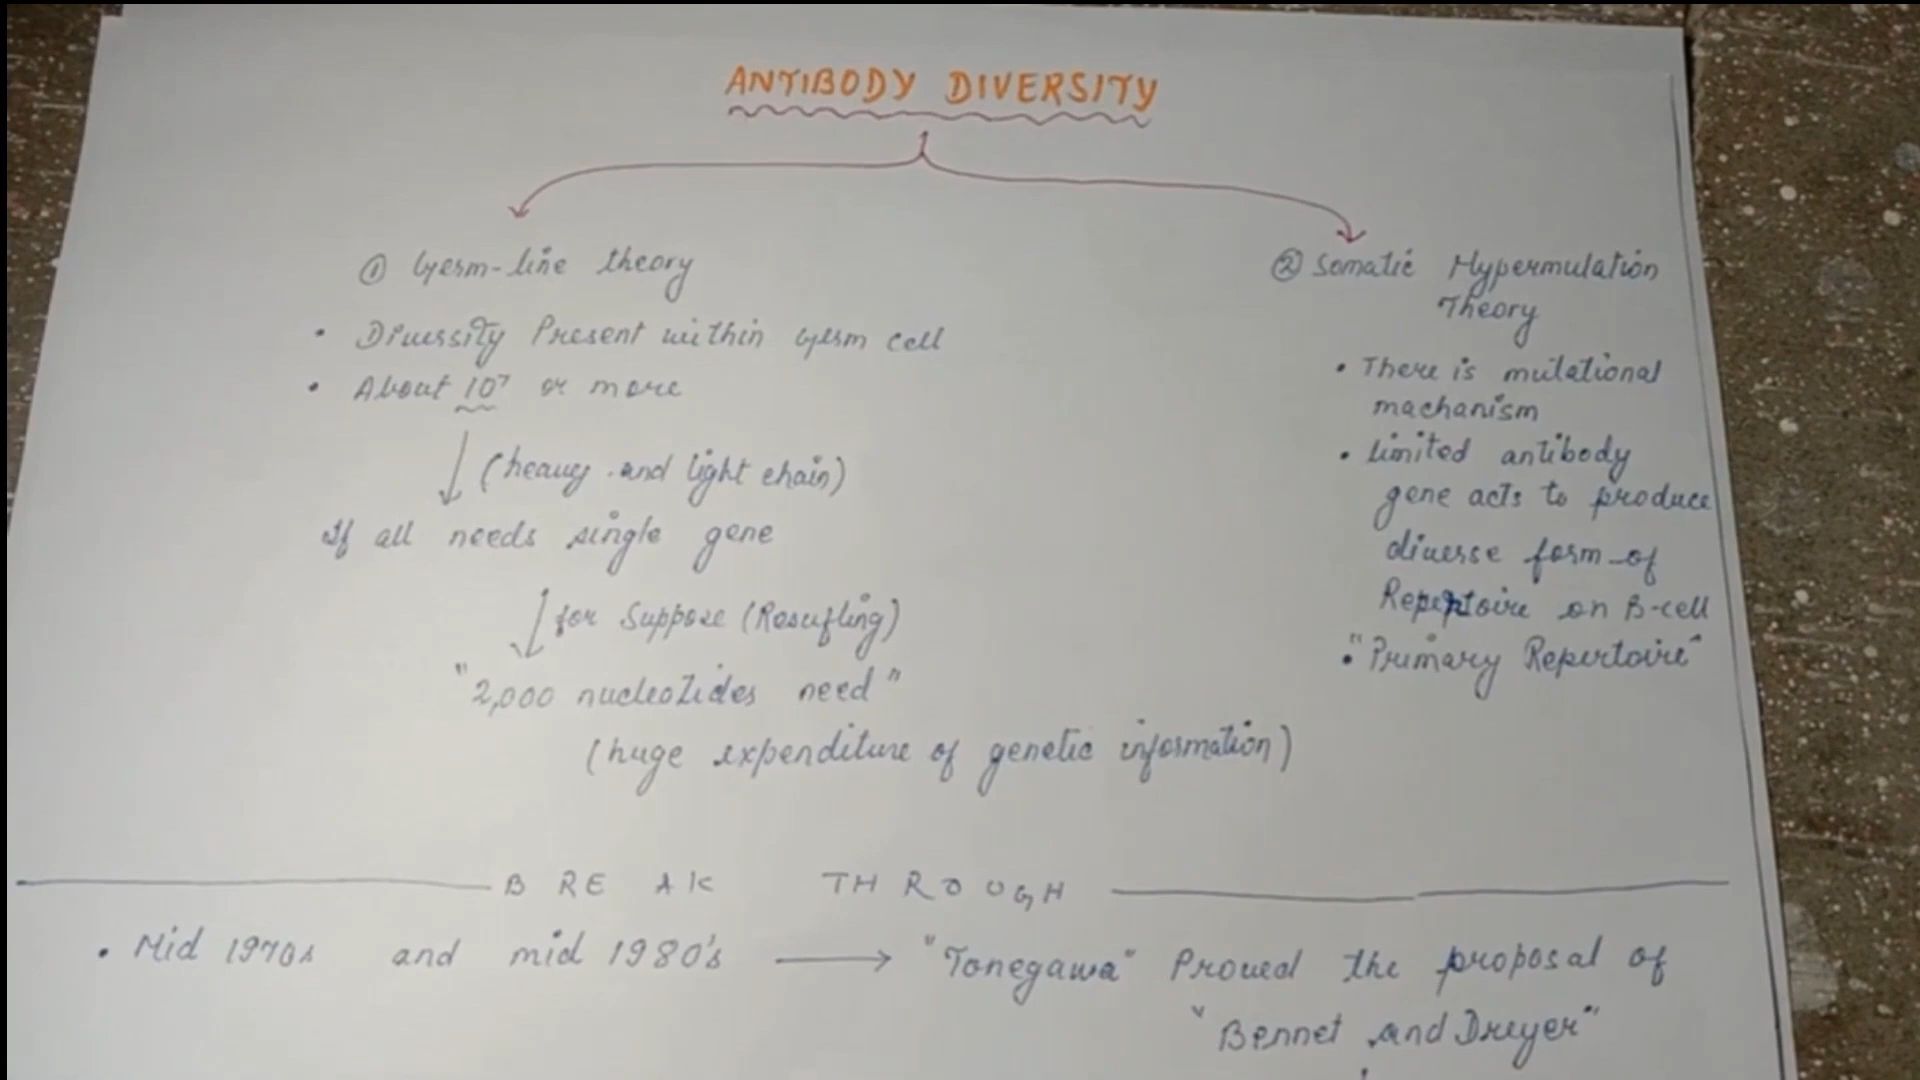 ANTIBODY DIVERSITY
① Germ-line theory
• Diversity Present within Germ cell
• About 10⁷ or more
(heavy and light chain)
If all needs single gene
for Suppose (Resufling)
"2,000 nucleotides need"
(huge expenditure of genetic information)
② Somatic Hypermutation
Theory
• There is mutational
machanism
• limited antibody
gene acts to produce
diverse form of
Repertoire on B-cell
• "Primary Repertoire"
BREAK THROUGH
• Mid 1970s and mid 1980's → "Tonegawa" Proved the proposal of
"Bennet and Dreyer"